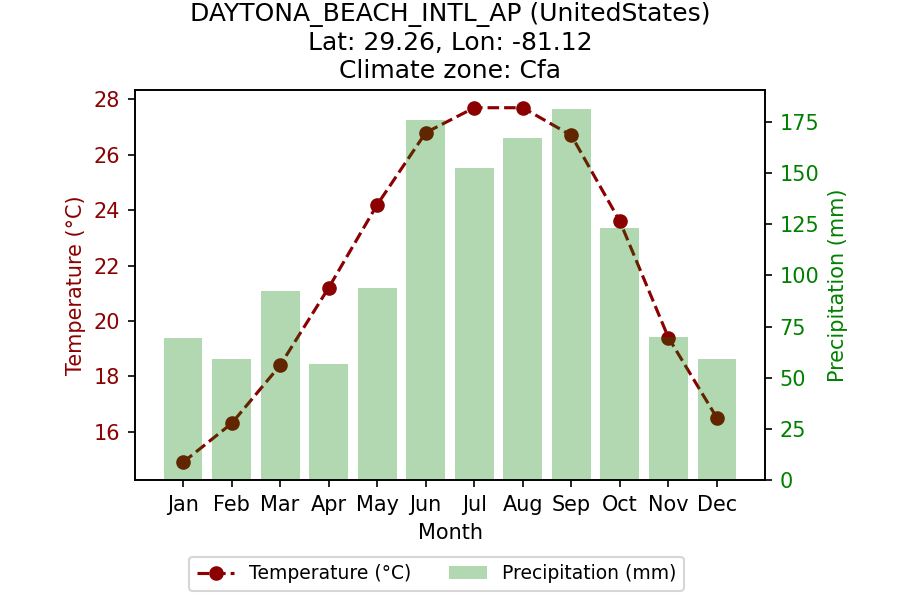 DAYTONA_BEACH_INTL_AP (UnitedStates)
Lat: 29.26, Lon: -81.12
Climate zone: Cfa
28
26
24
22
20
18
16
Temperature (°C)
175
150
125
100
75
50
25
0
Precipitation (mm)
Jan Feb Mar Apr May Jun Jul Aug Sep Oct Nov Dec
Month
Temperature (°C) Precipitation (mm)